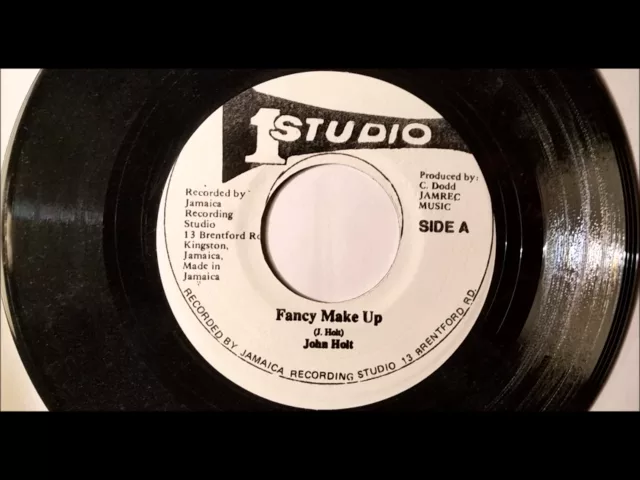 1 STUDIO
Recorded by
Jamaica
Recording
Studio
13 Brentford Rd
Kingston,
Jamaica,
Made in
Jamaica
Produced by:
C. Dodd
JAMREC
MUSIC
SIDE A
Fancy Make Up
(J. Holt)
John Holt
RECORDED BY JAMAICA RECORDING STUDIO 13 BRENTFORD RD.